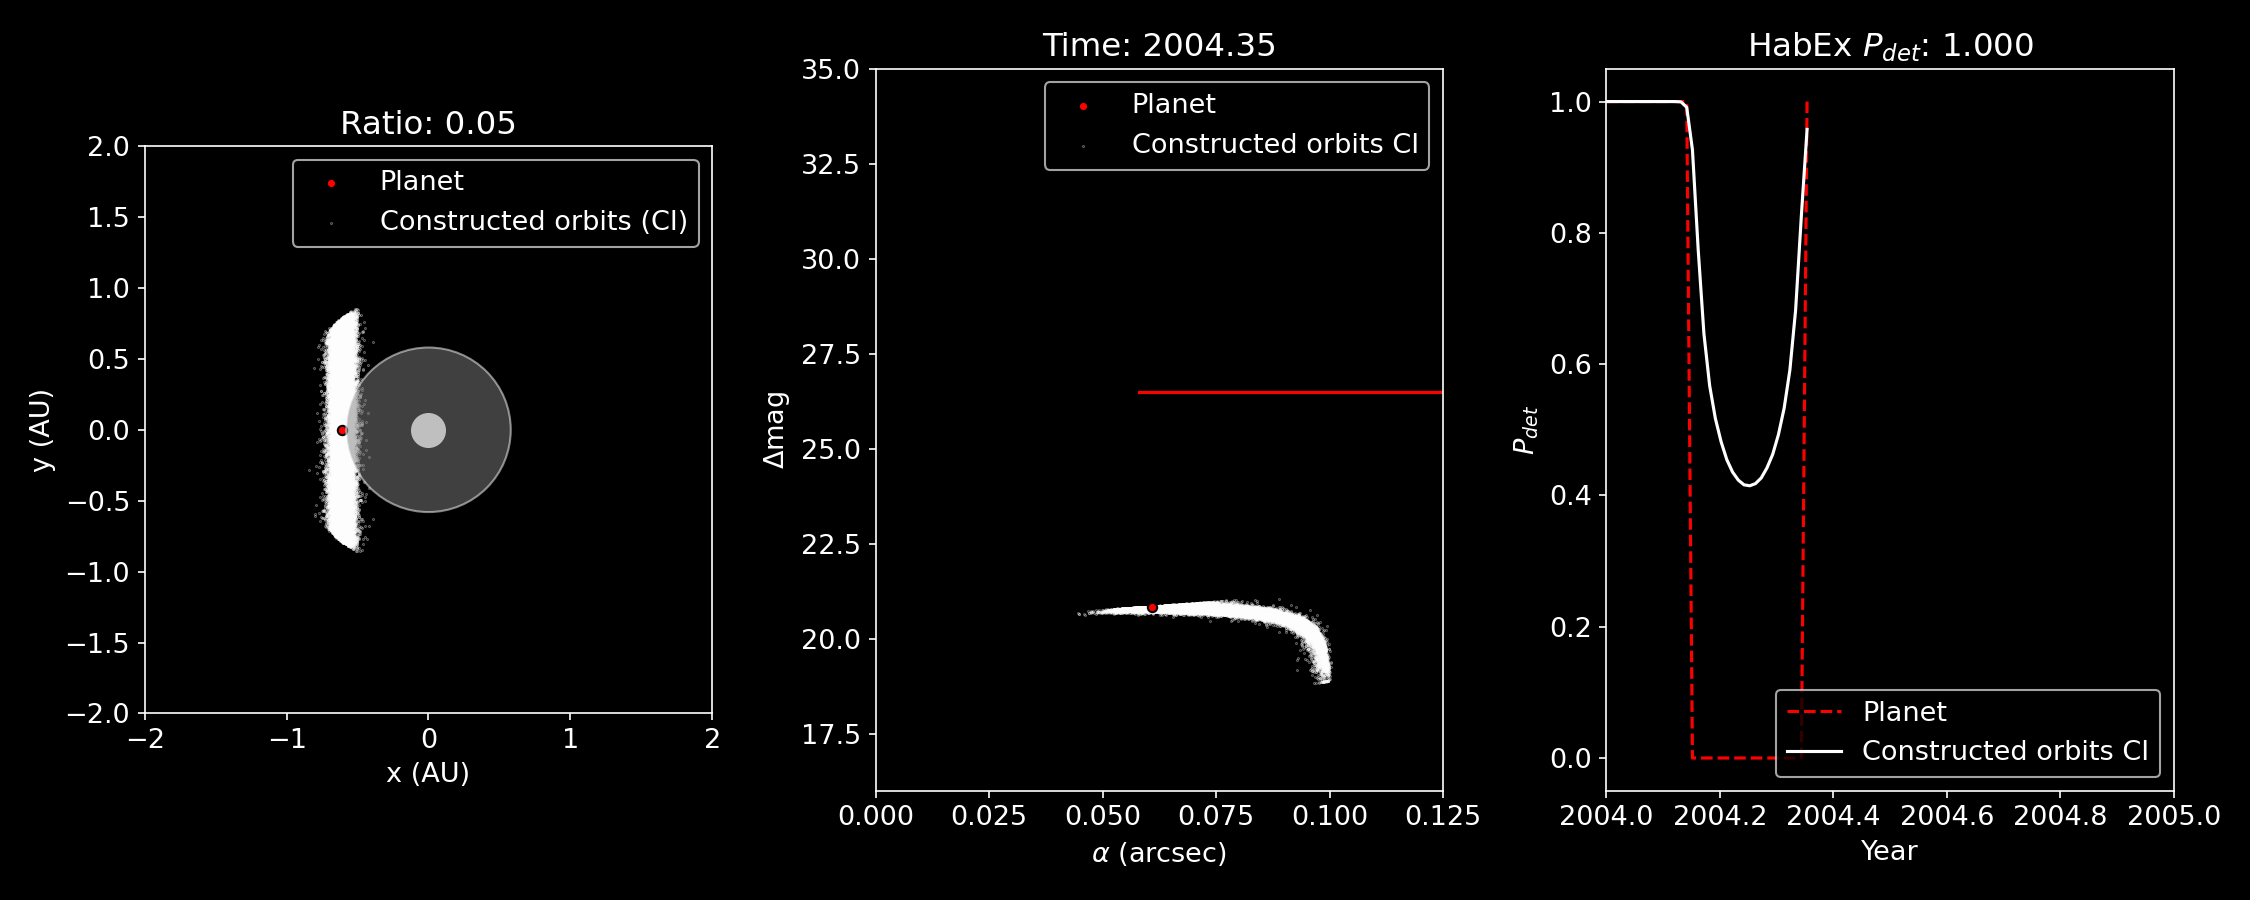 Ratio: 0.05
Planet
Constructed orbits (CI)
2.0
1.5
1.0
0.5
0.0
−0.5
−1.0
−1.5
−2.0
y (AU)
−2
−1
0
1
2
x (AU)
Time: 2004.35
Planet
Constructed orbits CI
35.0
32.5
30.0
27.5
25.0
22.5
20.0
17.5
Δmag
0.000
0.025
0.050
0.075
0.100
0.125
α (arcsec)
HabEx P_det: 1.000
1.0
0.8
0.6
0.4
0.2
0.0
P_det
Planet
Constructed orbits CI
2004.0
2004.2
2004.4
2004.6
2004.8
2005.0
Year